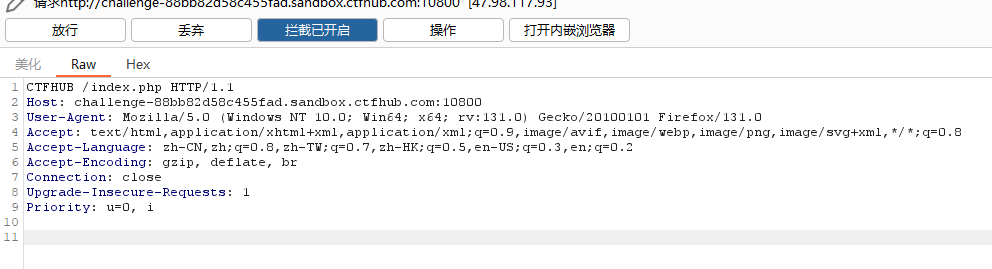 请求http://challenge-88bb82d58c455fad.sandbox.ctfhub.com:10800 [47.98.117.93]
放行 丢弃 拦截已开启 操作 打开内嵌浏览器
美化 Raw Hex
1 CTFHUB /index.php HTTP/1.1
2 Host: challenge-88bb82d58c455fad.sandbox.ctfhub.com:10800
3 User-Agent: Mozilla/5.0 (Windows NT 10.0; Win64; x64; rv:131.0) Gecko/20100101 Firefox/131.0
4 Accept: text/html,application/xhtml+xml,application/xml;q=0.9,image/avif,image/webp,image/png,image/svg+xml,*/*;q=0.8
5 Accept-Language: zh-CN,zh;q=0.8,zh-TW;q=0.7,zh-HK;q=0.5,en-US;q=0.3,en;q=0.2
6 Accept-Encoding: gzip, deflate, br
7 Connection: close
8 Upgrade-Insecure-Requests: 1
9 Priority: u=0, i
10
11